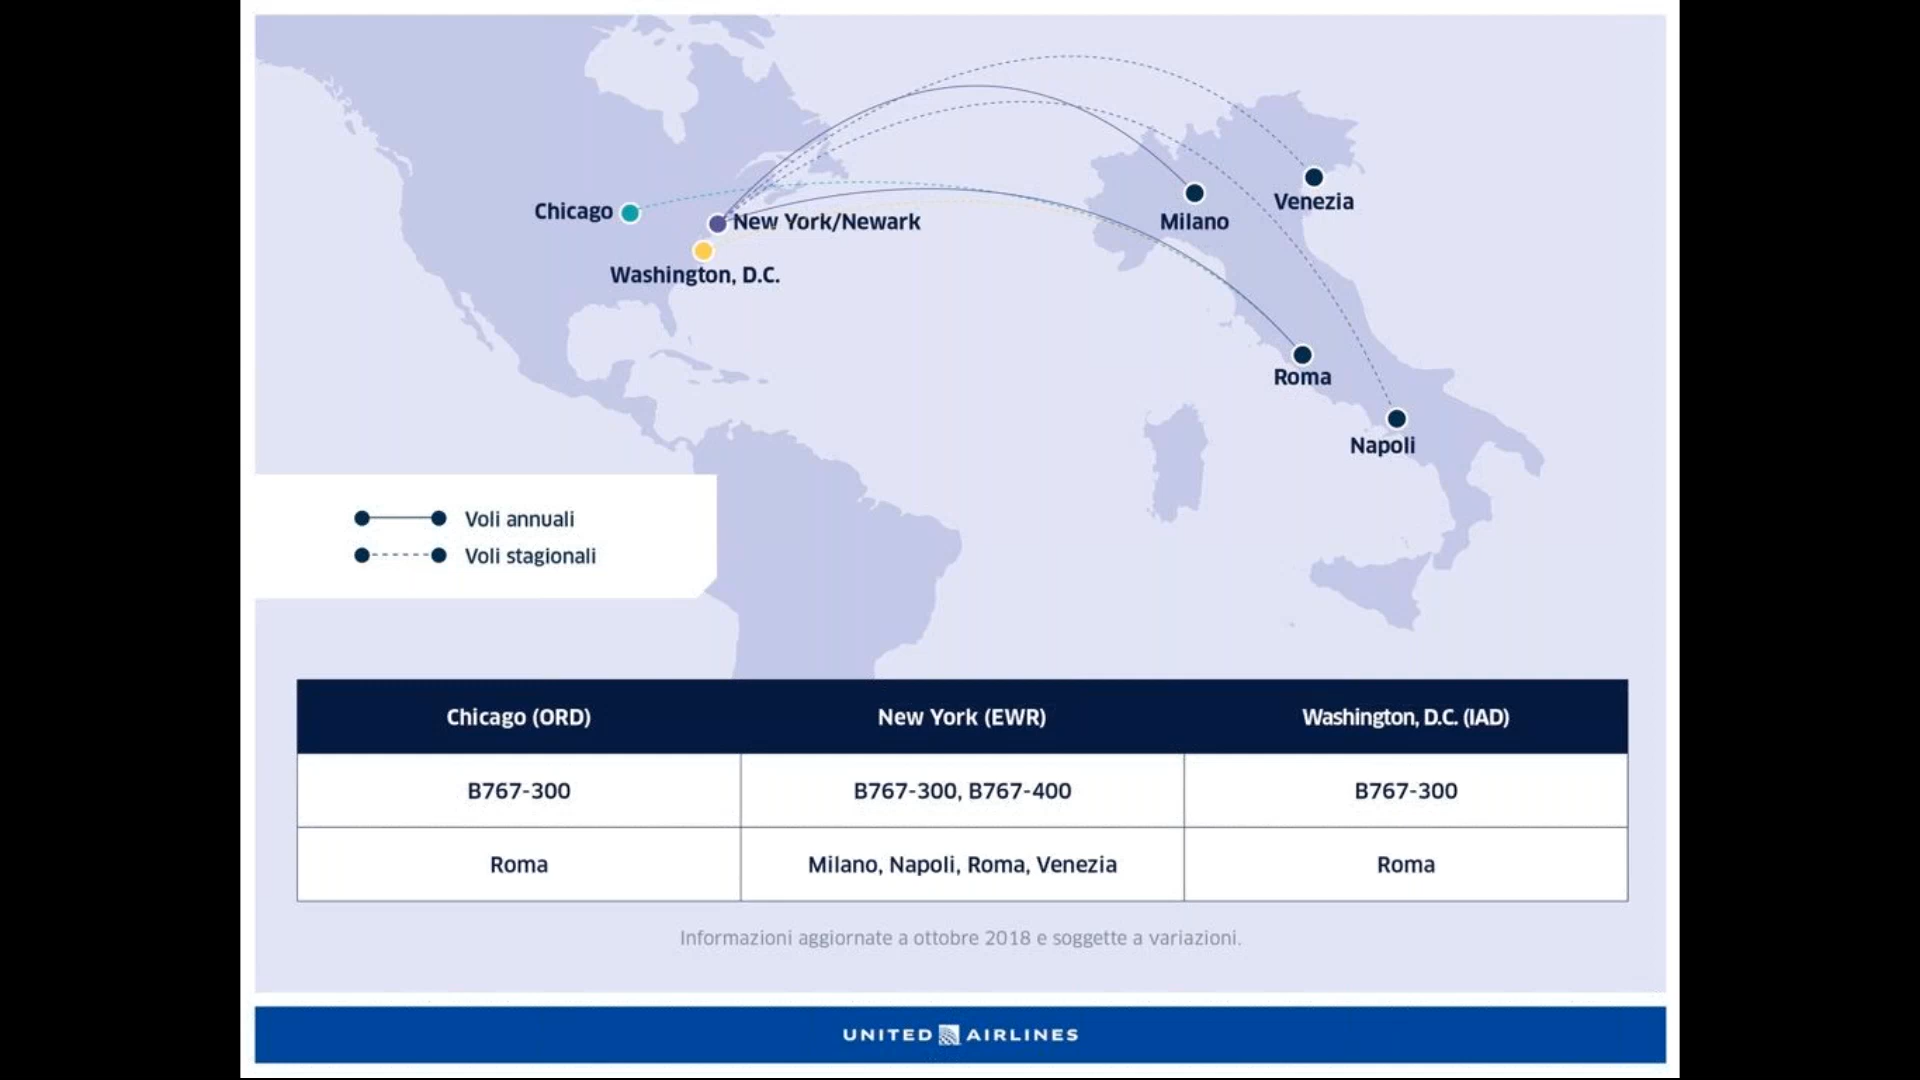 Chicago
New York/Newark
Washington, D.C.
Venezia
Milano
Roma
Napoli
Voli annuali
Voli stagionali
Chicago (ORD)
New York (EWR)
Washington, D.C. (IAD)
B767-300
B767-300, B767-400
B767-300
Roma
Milano, Napoli, Roma, Venezia
Roma
Informazioni aggiornate a ottobre 2018 e soggette a variazioni.
UNITED AIRLINES